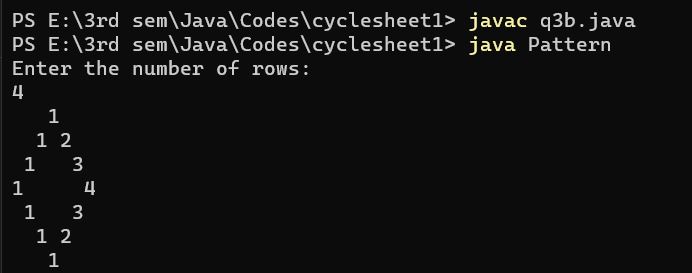 PS E:\3rd sem\Java\Codes\cyclesheet1> javac q3b.java
PS E:\3rd sem\Java\Codes\cyclesheet1> java Pattern
Enter the number of rows:
4
   1
  1 2
 1   3
1     4
 1   3
  1 2
   1